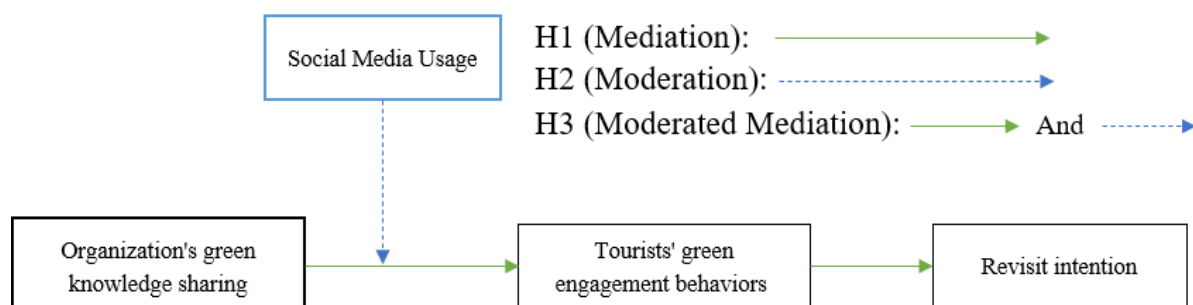 Social Media Usage
H1 (Mediation):
H2 (Moderation):
H3 (Moderated Mediation): And
Organization's green
knowledge sharing
Tourists' green
engagement behaviors
Revisit intention